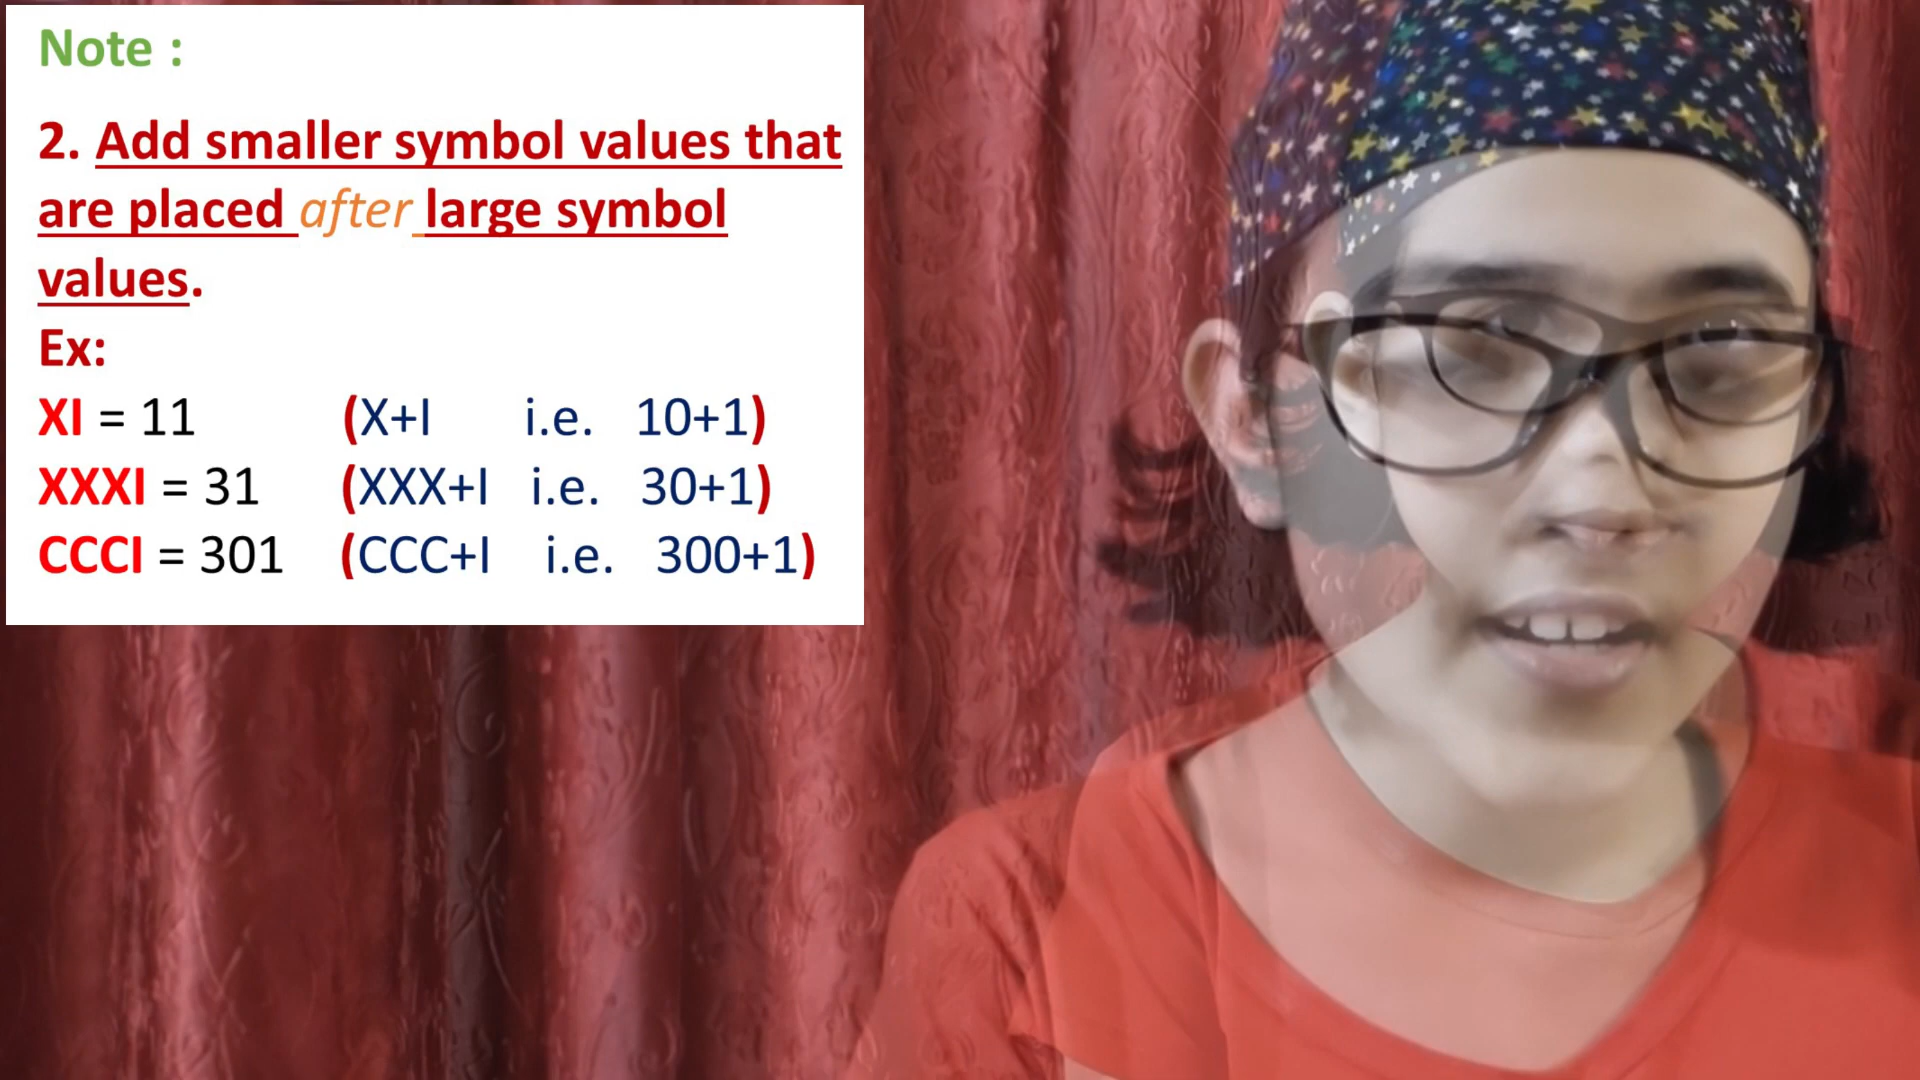 Note :
2. Add smaller symbol values that
are placed after large symbol
values.
Ex:
XI = 11 (X+I i.e. 10+1)
XXXI = 31 (XXX+I i.e. 30+1)
CCCI = 301 (CCC+I i.e. 300+1)